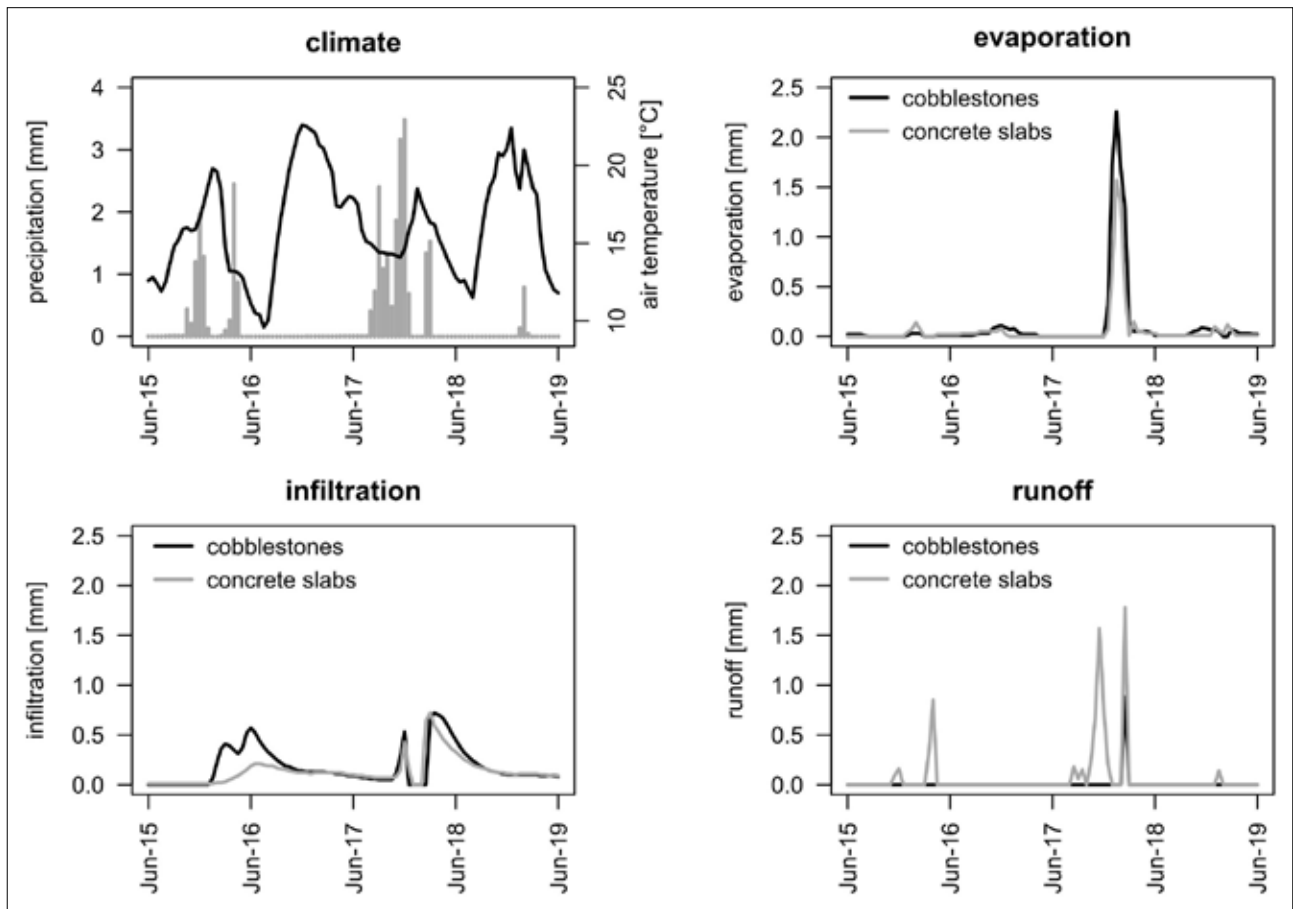 climate
precipitation [mm]
4
3
2
1
0
air temperature [°C]
25
20
15
10
Jun-15
Jun-16
Jun-17
Jun-18
Jun-19
evaporation
evaporation [mm]
2.5
2.0
1.5
1.0
0.5
0.0
cobblestones
concrete slabs
Jun-15
Jun-16
Jun-17
Jun-18
Jun-19
infiltration
infiltration [mm]
2.5
2.0
1.5
1.0
0.5
0.0
cobblestones
concrete slabs
Jun-15
Jun-16
Jun-17
Jun-18
Jun-19
runoff
runoff [mm]
2.5
2.0
1.5
1.0
0.5
0.0
cobblestones
concrete slabs
Jun-15
Jun-16
Jun-17
Jun-18
Jun-19